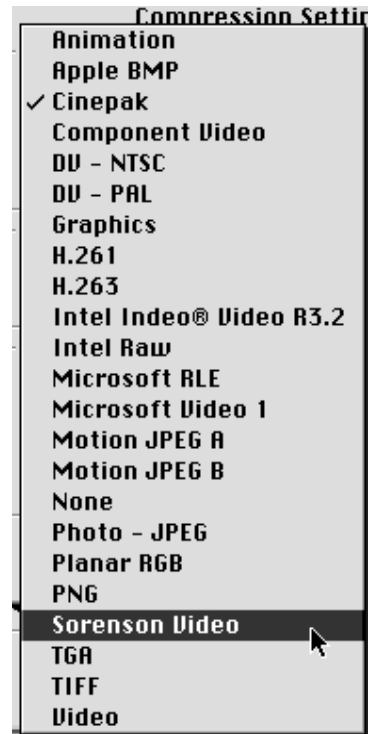 Compression Settin
Animation
Apple BMP
✓ Cinepak
Component Video
DV - NTSC
DV - PAL
Graphics
H.261
H.263
Intel Indeo® Video R3.2
Intel Raw
Microsoft RLE
Microsoft Video 1
Motion JPEG A
Motion JPEG B
None
Photo - JPEG
Planar RGB
PNG
Sorenson Video
TGA
TIFF
Video